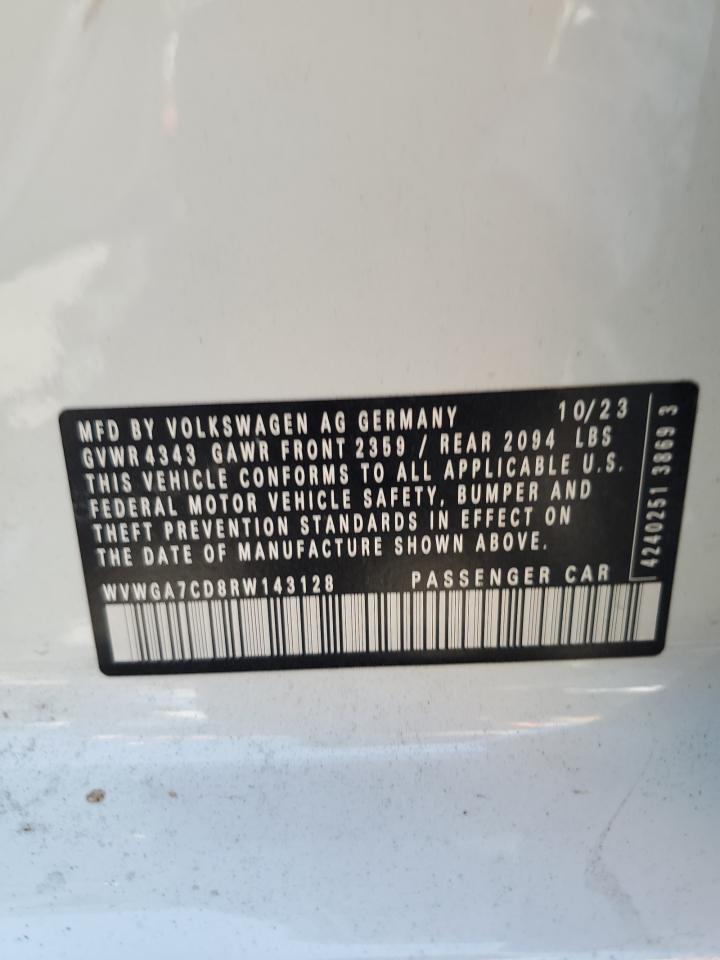 MFD BY VOLKSWAGEN AG GERMANY 10/23
GVWR 4343 GAWR FRONT 2359 / REAR 2094 LBS
THIS VEHICLE CONFORMS TO ALL APPLICABLE U.S.
FEDERAL MOTOR VEHICLE SAFETY, BUMPER AND
THEFT PREVENTION STANDARDS IN EFFECT ON
THE DATE OF MANUFACTURE SHOWN ABOVE.
WVWGA7CD8RW143128 PASSENGER CAR
4240251 3869 3